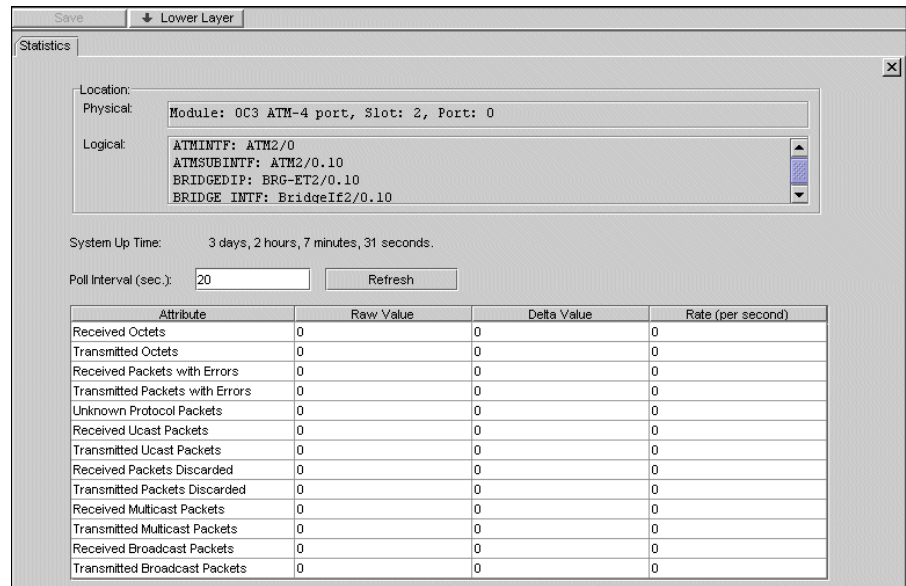 Save Lower Layer
Statistics
Location:
Physical: Module: OC3 ATM-4 port, Slot: 2, Port: 0
Logical: ATMINTF: ATM2/0
ATMSUBINTF: ATM2/0.10
BRIDGEDIP: BRG-ET2/0.10
BRIDGE INTF: BridgeIf2/0.10
System Up Time: 3 days, 2 hours, 7 minutes, 31 seconds.
Poll Interval (sec.): 20 Refresh
Attribute Raw Value Delta Value Rate (per second)
Received Octets 0 0 0
Transmitted Octets 0 0 0
Received Packets with Errors 0 0 0
Transmitted Packets with Errors 0 0 0
Unknown Protocol Packets 0 0 0
Received Ucast Packets 0 0 0
Transmitted Ucast Packets 0 0 0
Received Packets Discarded 0 0 0
Transmitted Packets Discarded 0 0 0
Received Multicast Packets 0 0 0
Transmitted Multicast Packets 0 0 0
Received Broadcast Packets 0 0 0
Transmitted Broadcast Packets 0 0 0